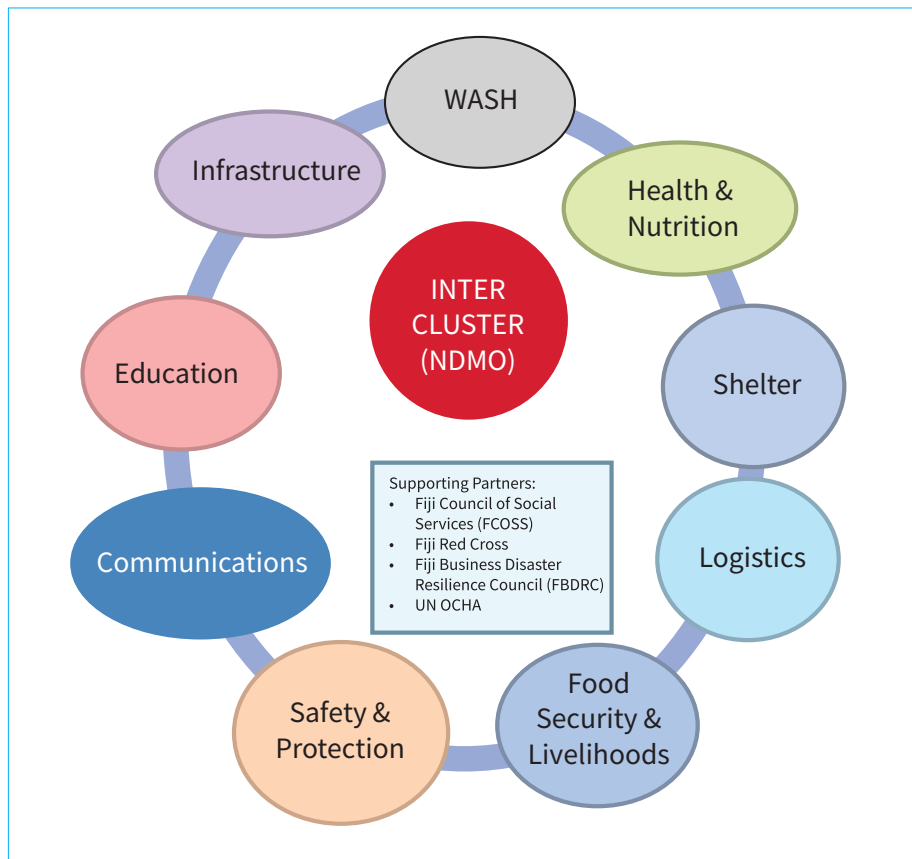 WASH
Health &
Nutrition
Shelter
Logistics
Food
Security &
Livelihoods
Safety &
Protection
Communications
Education
Infrastructure
INTER
CLUSTER
(NDMO)
Supporting Partners:
• Fiji Council of Social
Services (FCOSS)
• Fiji Red Cross
• Fiji Business Disaster
Resilience Council (FBDRC)
• UN OCHA